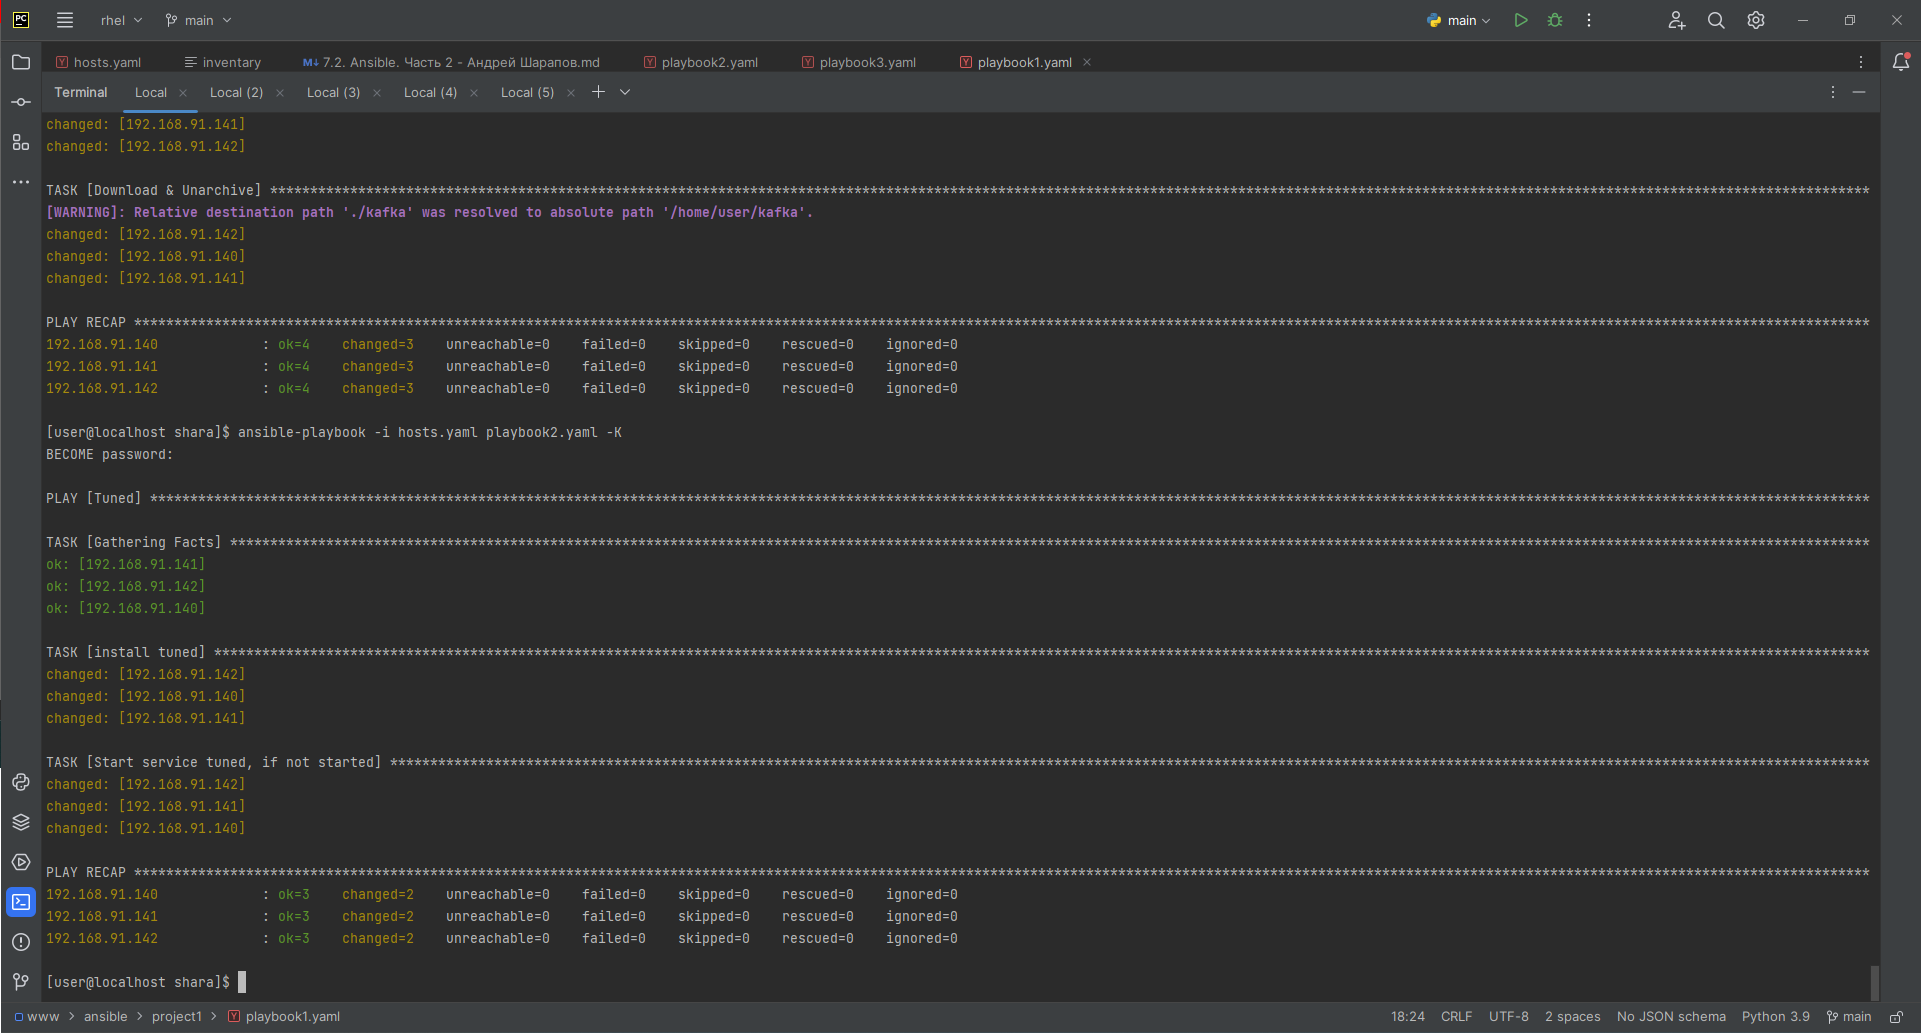 PC rhel main main
hosts.yaml inventory M↓ 7.2. Ansible. Часть 2 - Андрей Шарапов.md playbook2.yaml playbook3.yaml playbook1.yaml
Terminal Local Local (2) Local (3) Local (4) Local (5)
changed: [192.168.91.141]
changed: [192.168.91.142]
TASK [Download & Unarchive] ****************************************************************
[WARNING]: Relative destination path './kafka' was resolved to absolute path '/home/user/kafka'.
changed: [192.168.91.142]
changed: [192.168.91.140]
changed: [192.168.91.141]
PLAY RECAP ****************************************************************
192.168.91.140 : ok=4 changed=3 unreachable=0 failed=0 skipped=0 rescued=0 ignored=0
192.168.91.141 : ok=4 changed=3 unreachable=0 failed=0 skipped=0 rescued=0 ignored=0
192.168.91.142 : ok=4 changed=3 unreachable=0 failed=0 skipped=0 rescued=0 ignored=0
[user@localhost shara]$ ansible-playbook -i hosts.yaml playbook2.yaml -K
BECOME password:
PLAY [Tuned] ****************************************************************
TASK [Gathering Facts] ****************************************************************
ok: [192.168.91.141]
ok: [192.168.91.142]
ok: [192.168.91.140]
TASK [install tuned] ****************************************************************
changed: [192.168.91.142]
changed: [192.168.91.140]
changed: [192.168.91.141]
TASK [Start service tuned, if not started] ****************************************************************
changed: [192.168.91.142]
changed: [192.168.91.141]
changed: [192.168.91.140]
PLAY RECAP ****************************************************************
192.168.91.140 : ok=3 changed=2 unreachable=0 failed=0 skipped=0 rescued=0 ignored=0
192.168.91.141 : ok=3 changed=2 unreachable=0 failed=0 skipped=0 rescued=0 ignored=0
192.168.91.142 : ok=3 changed=2 unreachable=0 failed=0 skipped=0 rescued=0 ignored=0
[user@localhost shara]$
www > ansible > project1 > playbook1.yaml 18:24 CRLF UTF-8 2 spaces No JSON schema Python 3.9 main